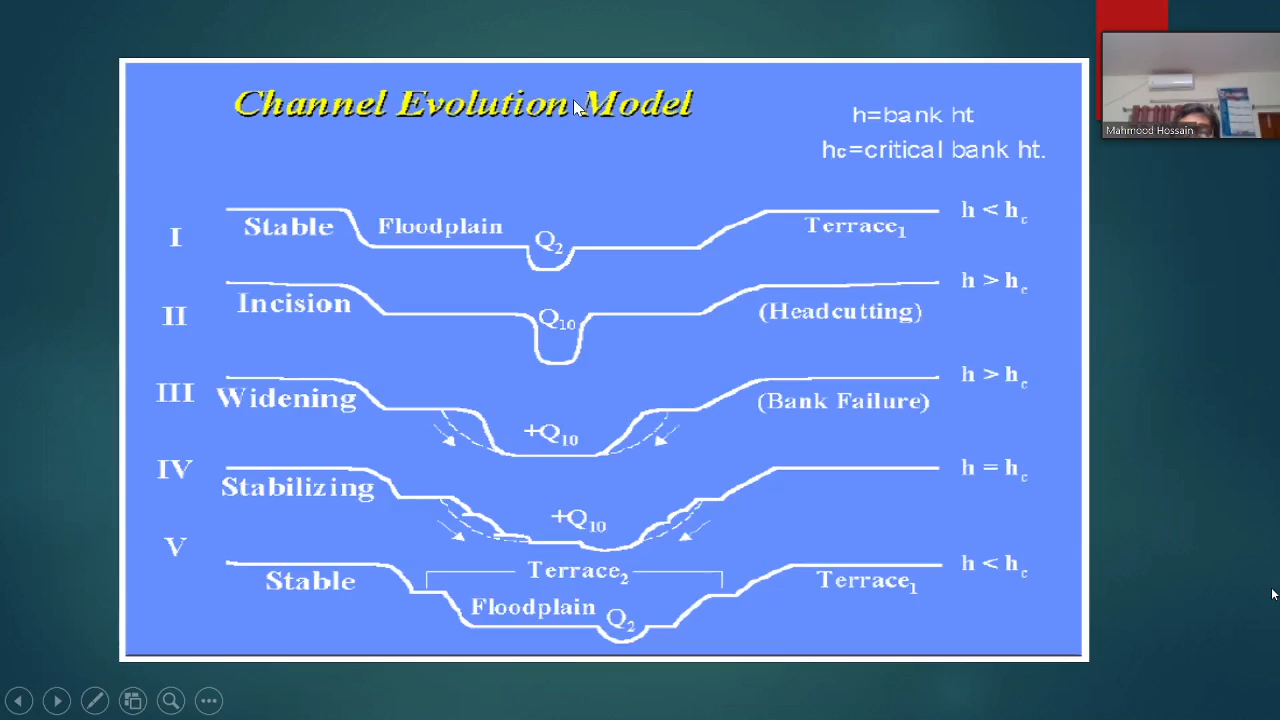 Channel Evolution Model
h=bank ht
hc=critical bank ht.
Mahmood Hossain
I Stable Floodplain Q2 Terrace1 h < hc
II Incision Q10 (Headcutting) h > hc
III Widening +Q10 (Bank Failure) h > hc
IV Stabilizing +Q10 h = hc
V Stable Terrace2 Floodplain Q2 Terrace1 h < hc